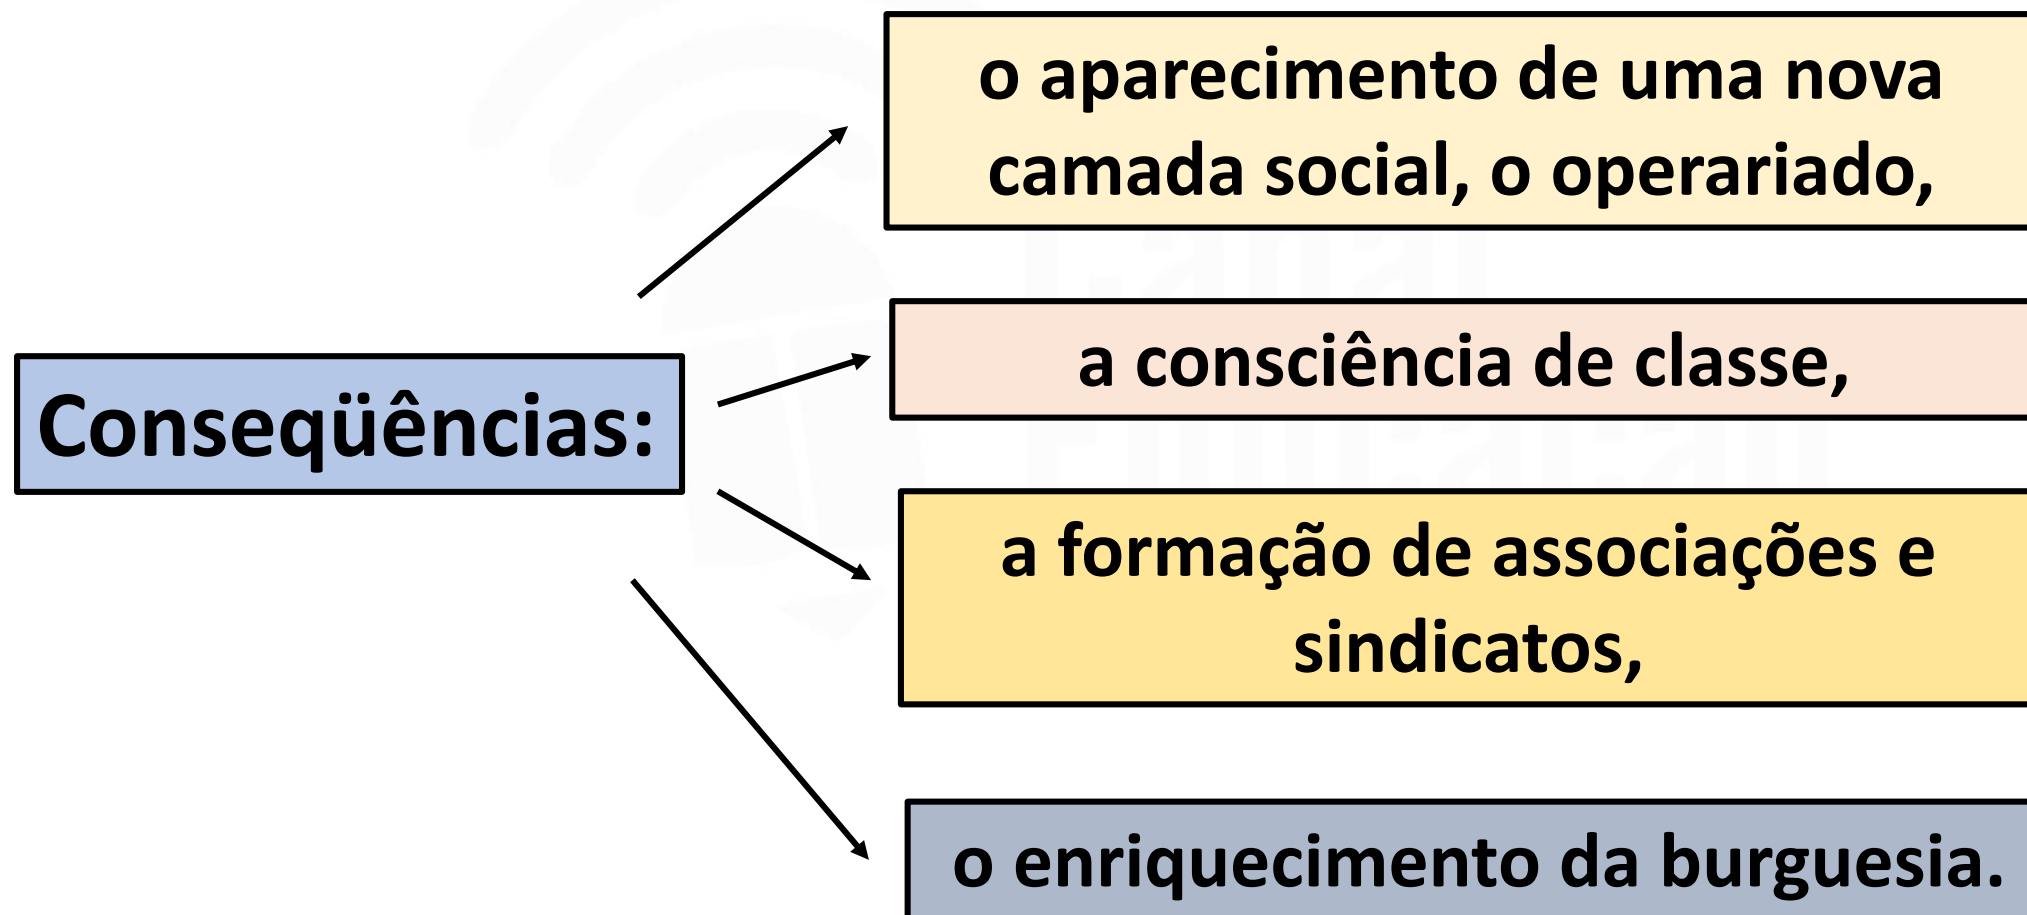 o aparecimento de uma nova
camada social, o operariado,
a consciência de classe,
Conseqüências:
a formação de associações e
sindicatos,
o enriquecimento da burguesia.